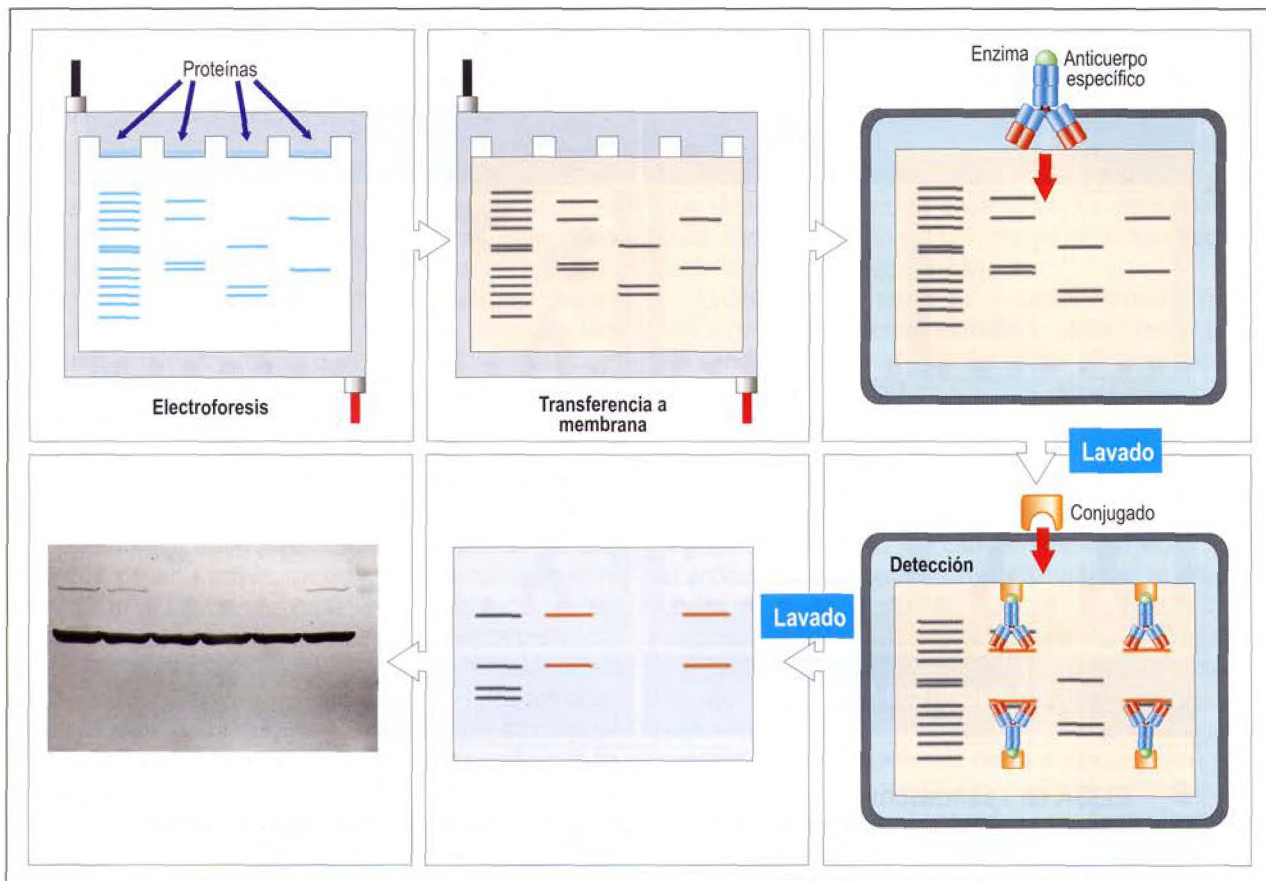 Proteínas
Electroforesis
Transferencia a
membrana
Enzima
Anticuerpo
específico
Lavado
Conjugado
Detección
Lavado